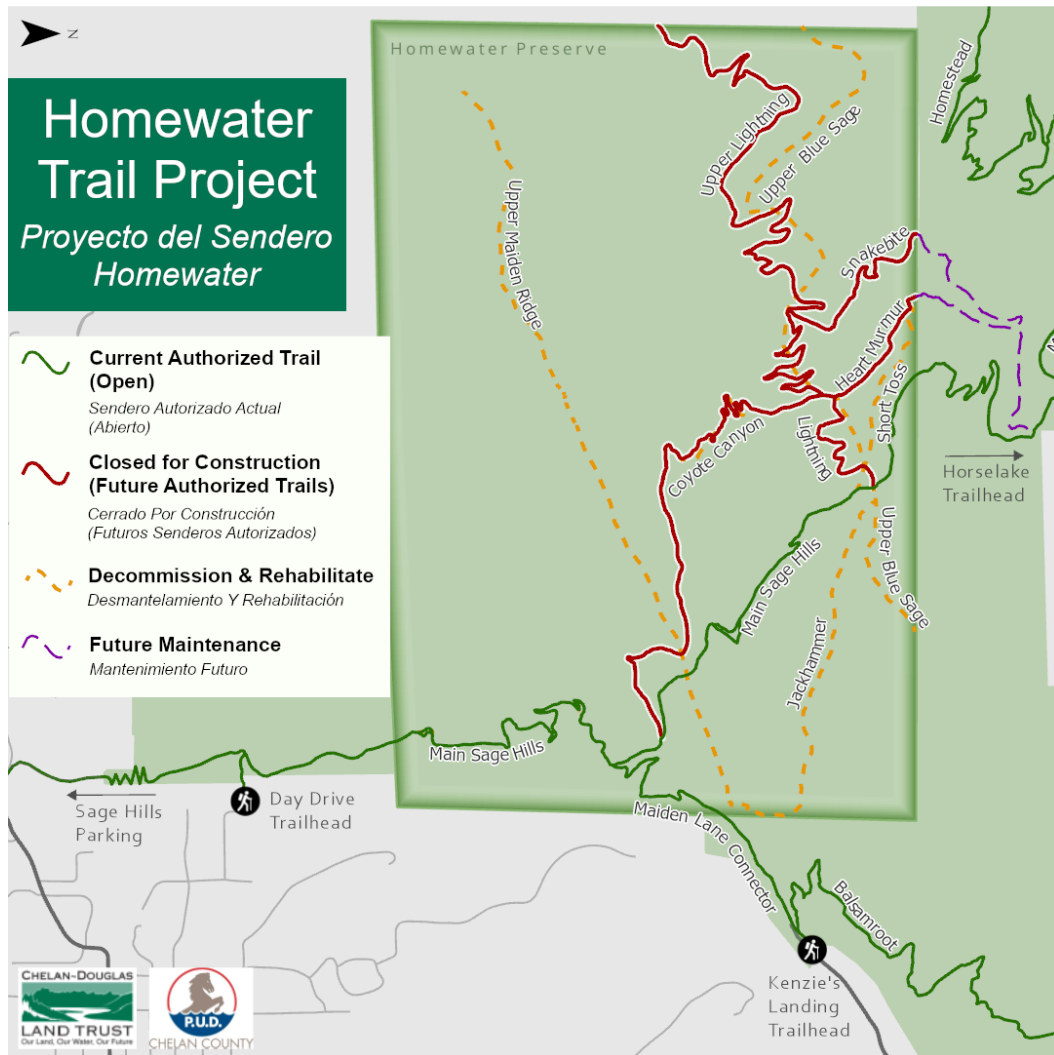 N
Homewater Preserve
Homewater
Trail Project
Proyecto del Sendero
Homewater
Current Authorized Trail
(Open)
Sendero Autorizado Actual
(Abierto)
Closed for Construction
(Future Authorized Trails)
Cerrado Por Construcción
(Futuros Senderos Autorizados)
Decommission & Rehabilitate
Desmantelamiento Y Rehabilitación
Future Maintenance
Mantenimiento Futuro
Homestead
Upper Lightning
Upper Blue Sage
Upper Maiden Ridge
Snakebite
Heart Murmur
Short Toss
M
Coyote Canyon
Lightning
Horselake
Trailhead
Upper Blue Sage
Main Sage Hills
Jackhammer
Main Sage Hills
Sage Hills
Parking
Day Drive
Trailhead
Maiden Lane Connector
Balsamroot
Kenzie's
Landing
Trailhead
CHELAN-DOUGLAS
LAND TRUST
Our Land, Our Water, Our Future
P.U.D.
CHELAN COUNTY